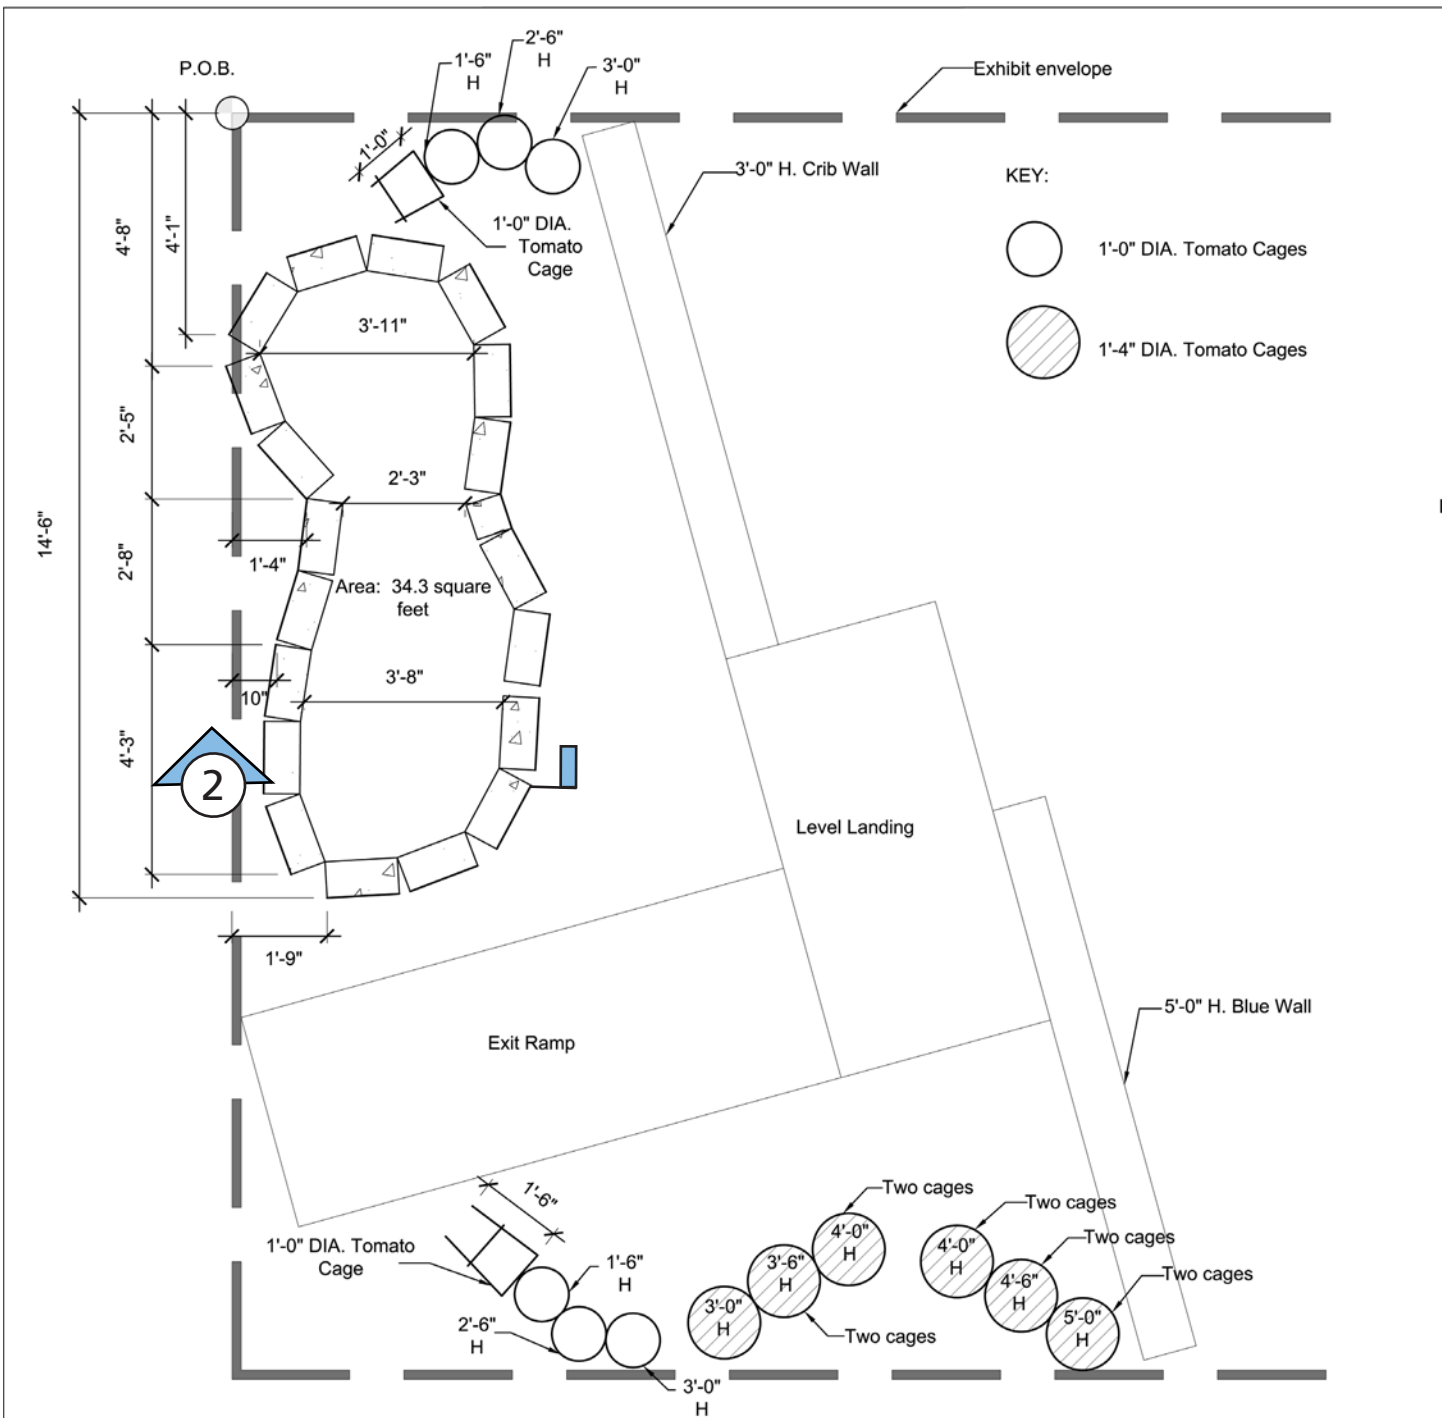 P.O.B.
1'-6"
H
2'-6"
H
3'-0"
H
Exhibit envelope
1'-0"
3'-0" H. Crib Wall
KEY:
1'-0" DIA.
Tomato
Cage
1'-0" DIA. Tomato Cages
1'-4" DIA. Tomato Cages
4'-8"
4'-1"
3'-11"
2'-5"
2'-3"
14'-6"
2'-8"
1'-4"
Area: 34.3 square
feet
3'-8"
10"
4'-3"
2
Level Landing
1'-9"
5'-0" H. Blue Wall
Exit Ramp
1'-6"
1'-0" DIA. Tomato
Cage
1'-6"
H
2'-6"
H
3'-0"
H
Two cages
4'-0"
H
3'-6"
H
3'-0"
H
Two cages
Two cages
4'-0"
H
Two cages
4'-6"
H
Two cages
5'-0"
H